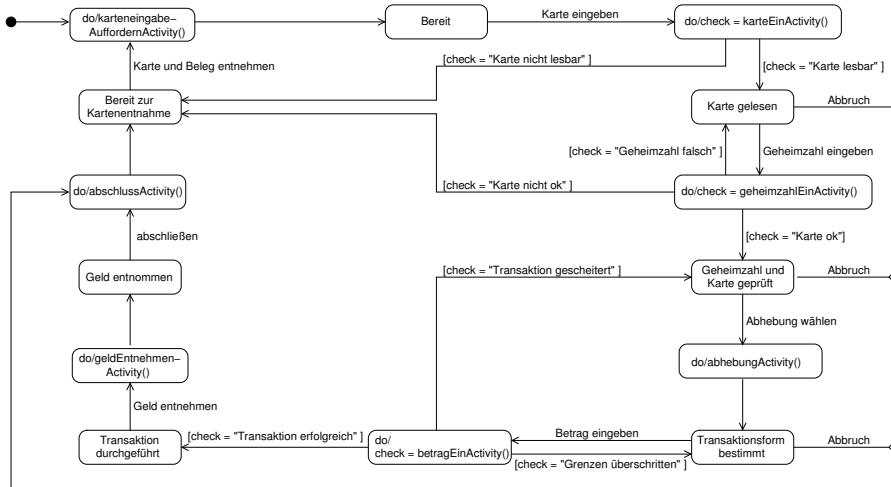 do/karteneingabe–
AuffordernActivity()
Bereit
Karte eingeben
do/check = karteEinActivity()
Karte und Beleg entnehmen
[check = "Karte nicht lesbar" ]
[check = "Karte lesbar" ]
Bereit zur
Kartenentnahme
Karte gelesen
Abbruch
[check = "Geheimzahl falsch" ]
Geheimzahl eingeben
do/abschlussActivity()
[check = "Karte nicht ok" ]
do/check = geheimzahlEinActivity()
abschließen
[check = "Karte ok"]
Geld entnommen
[check = "Transaktion gescheitert" ]
Geheimzahl und
Karte geprüft
Abbruch
Abhebung wählen
do/geldEntnehmen–
Activity()
do/abhebungActivity()
Geld entnehmen
Transaktion
durchgeführt
[check = "Transaktion erfolgreich" ]
do/
check = betragEinActivity()
Betrag eingeben
[check = "Grenzen überschritten" ]
Transaktionsform
bestimmt
Abbruch